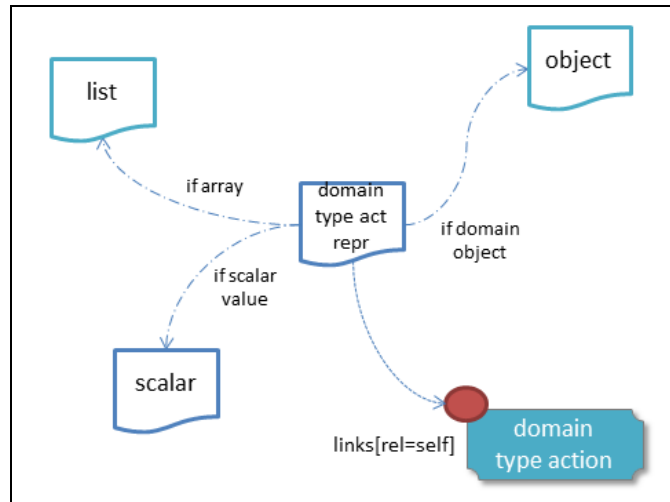 object
list
domain
type act
repr
if array
if domain
object
if scalar
value
scalar
links[rel=self]
domain
type action